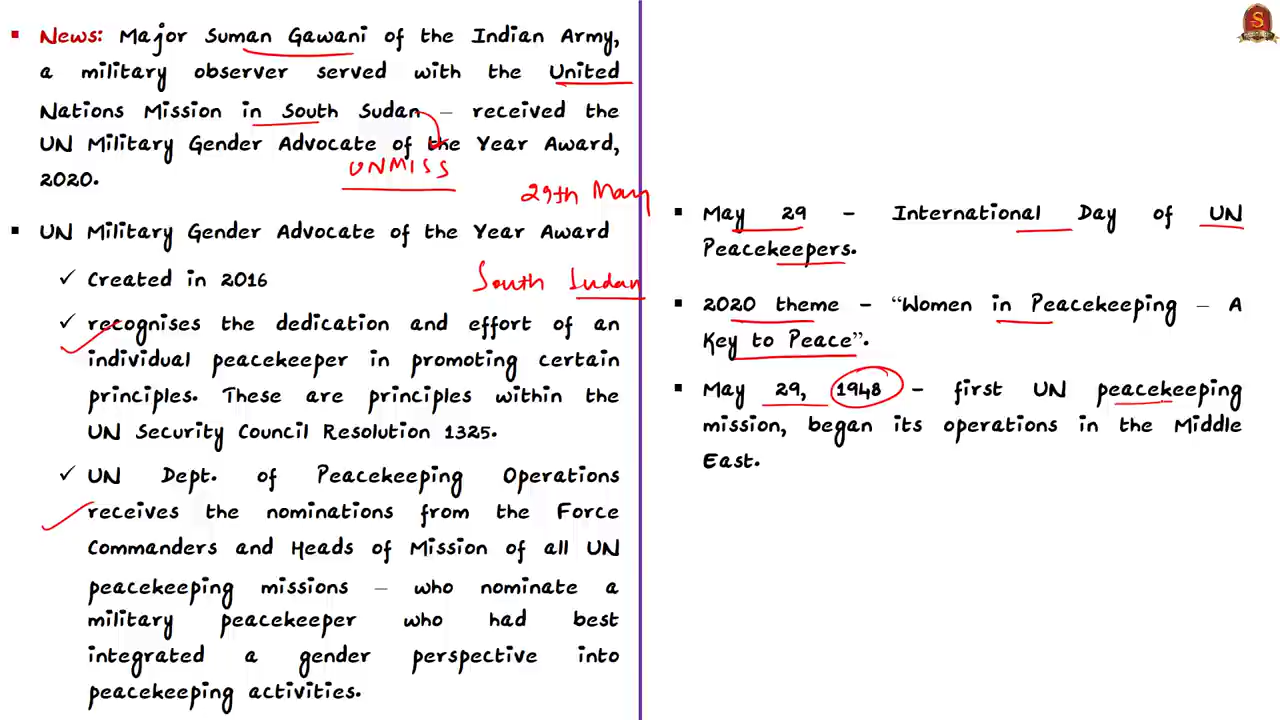 News: Major Suman Gawani of the Indian Army,
a military observer served with the United
Nations Mission in South Sudan – received the
UN Military Gender Advocate of the Year Award,
2020.
UNMISS
29th May
UN Military Gender Advocate of the Year Award
Created in 2016
South Sudan
recognises the dedication and effort of an
individual peacekeeper in promoting certain
principles. These are principles within the
UN Security Council Resolution 1325.
UN Dept. of Peacekeeping Operations
receives the nominations from the Force
Commanders and Heads of Mission of all UN
peacekeeping missions – who nominate a
military peacekeeper who had best
integrated a gender perspective into
peacekeeping activities.
May 29 – International Day of UN
Peacekeepers.
2020 theme – “Women in Peacekeeping – A
Key to Peace”.
May 29, 1948 – first UN peacekeeping
mission, began its operations in the Middle
East.
S